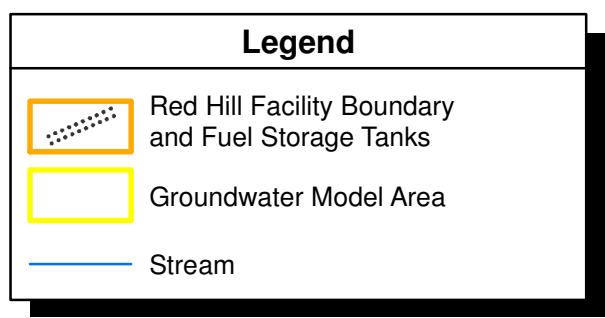 Legend
Red Hill Facility Boundary
and Fuel Storage Tanks
Groundwater Model Area
Stream